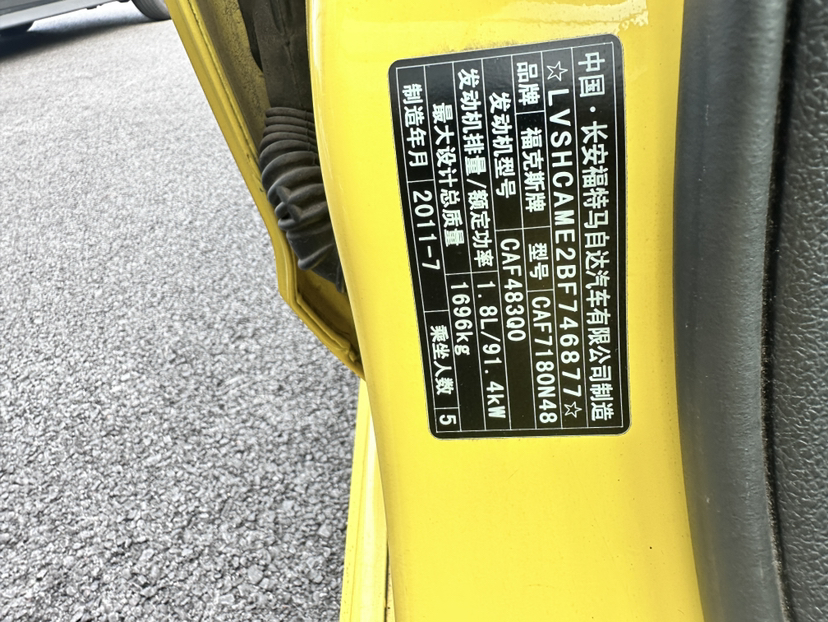 中国·长安福特马自达汽车有限公司制造
☆LVSHCAME2BF746877☆
品牌 福克斯牌 型号 CAF7180N48
发动机型号 CAF483Q0
发动机排量/额定功率 1.8L/91.4kW
最大设计总质量 1696kg
制造年月 2011-7 乘坐人数 5